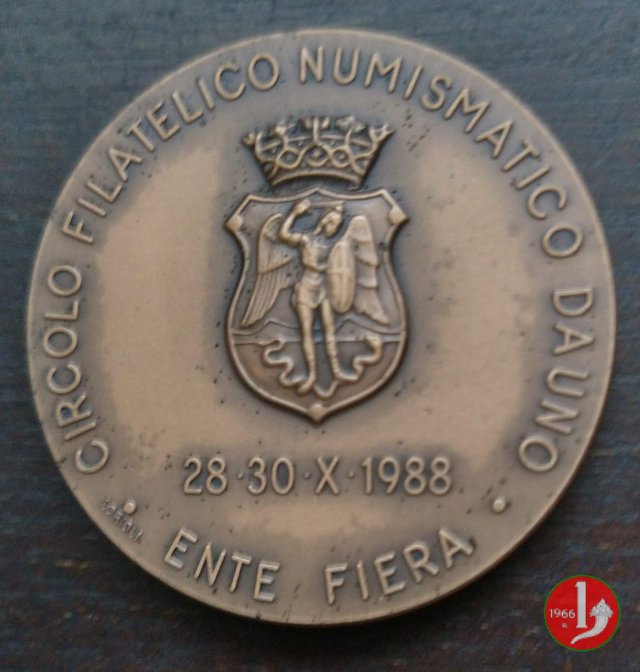 CIRCOLO FILATELICO NUMISMATICO DAUNO
28·30·X·1988
ENTE FIERA
1966